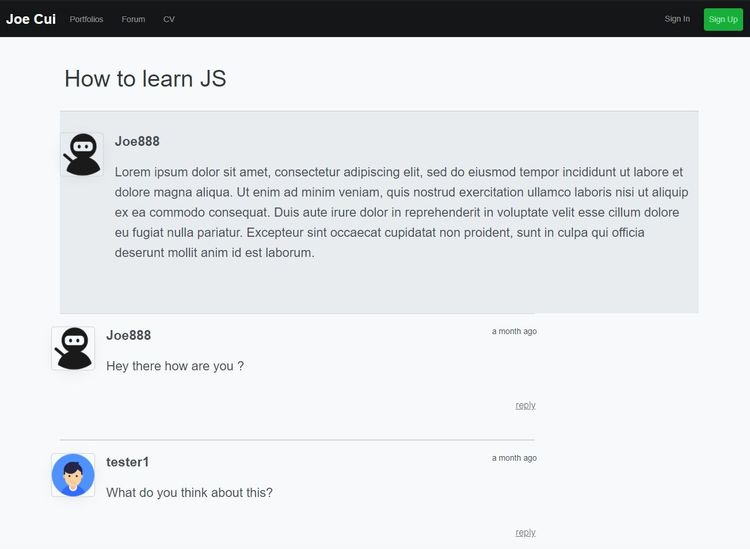 Joe Cui Portfolios Forum CV Sign In Sign Up
How to learn JS
Joe888
Lorem ipsum dolor sit amet, consectetur adipiscing elit, sed do eiusmod tempor incididunt ut labore et
dolore magna aliqua. Ut enim ad minim veniam, quis nostrud exercitation ullamco laboris nisi ut aliquip
ex ea commodo consequat. Duis aute irure dolor in reprehenderit in voluptate velit esse cillum dolore
eu fugiat nulla pariatur. Excepteur sint occaecat cupidatat non proident, sunt in culpa qui officia
deserunt mollit anim id est laborum.
Joe888 a month ago
Hey there how are you ?
reply
tester1 a month ago
What do you think about this?
reply